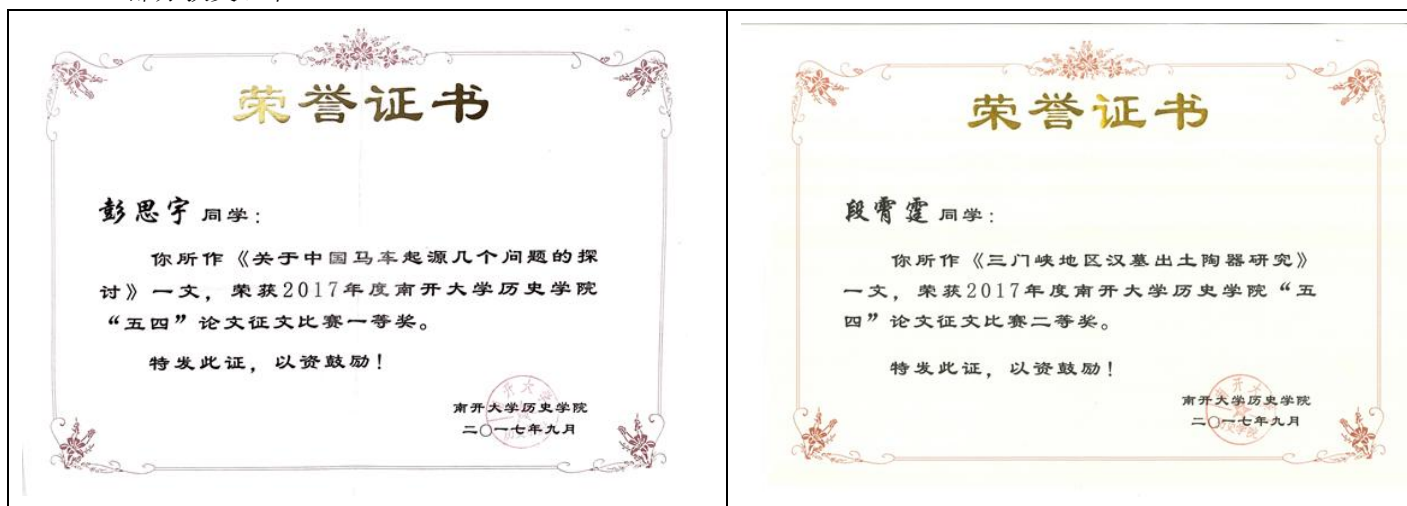 荣誉证书
彭思宇 同学：
你所作《关于中国马车起源几个问题的探
讨》一文，荣获2017年度南开大学历史学院
“五四”论文征文比赛一等奖。
特发此证，以资鼓励！
南开大学历史学院
二〇一七年九月
荣誉证书
段霄霆 同学：
你所作《三门峡地区汉墓出土陶器研究》
一文，荣获2017年度南开大学历史学院“五
四”论文征文比赛二等奖。
特发此证，以资鼓励！
南开大学历史学院
二〇一七年九月